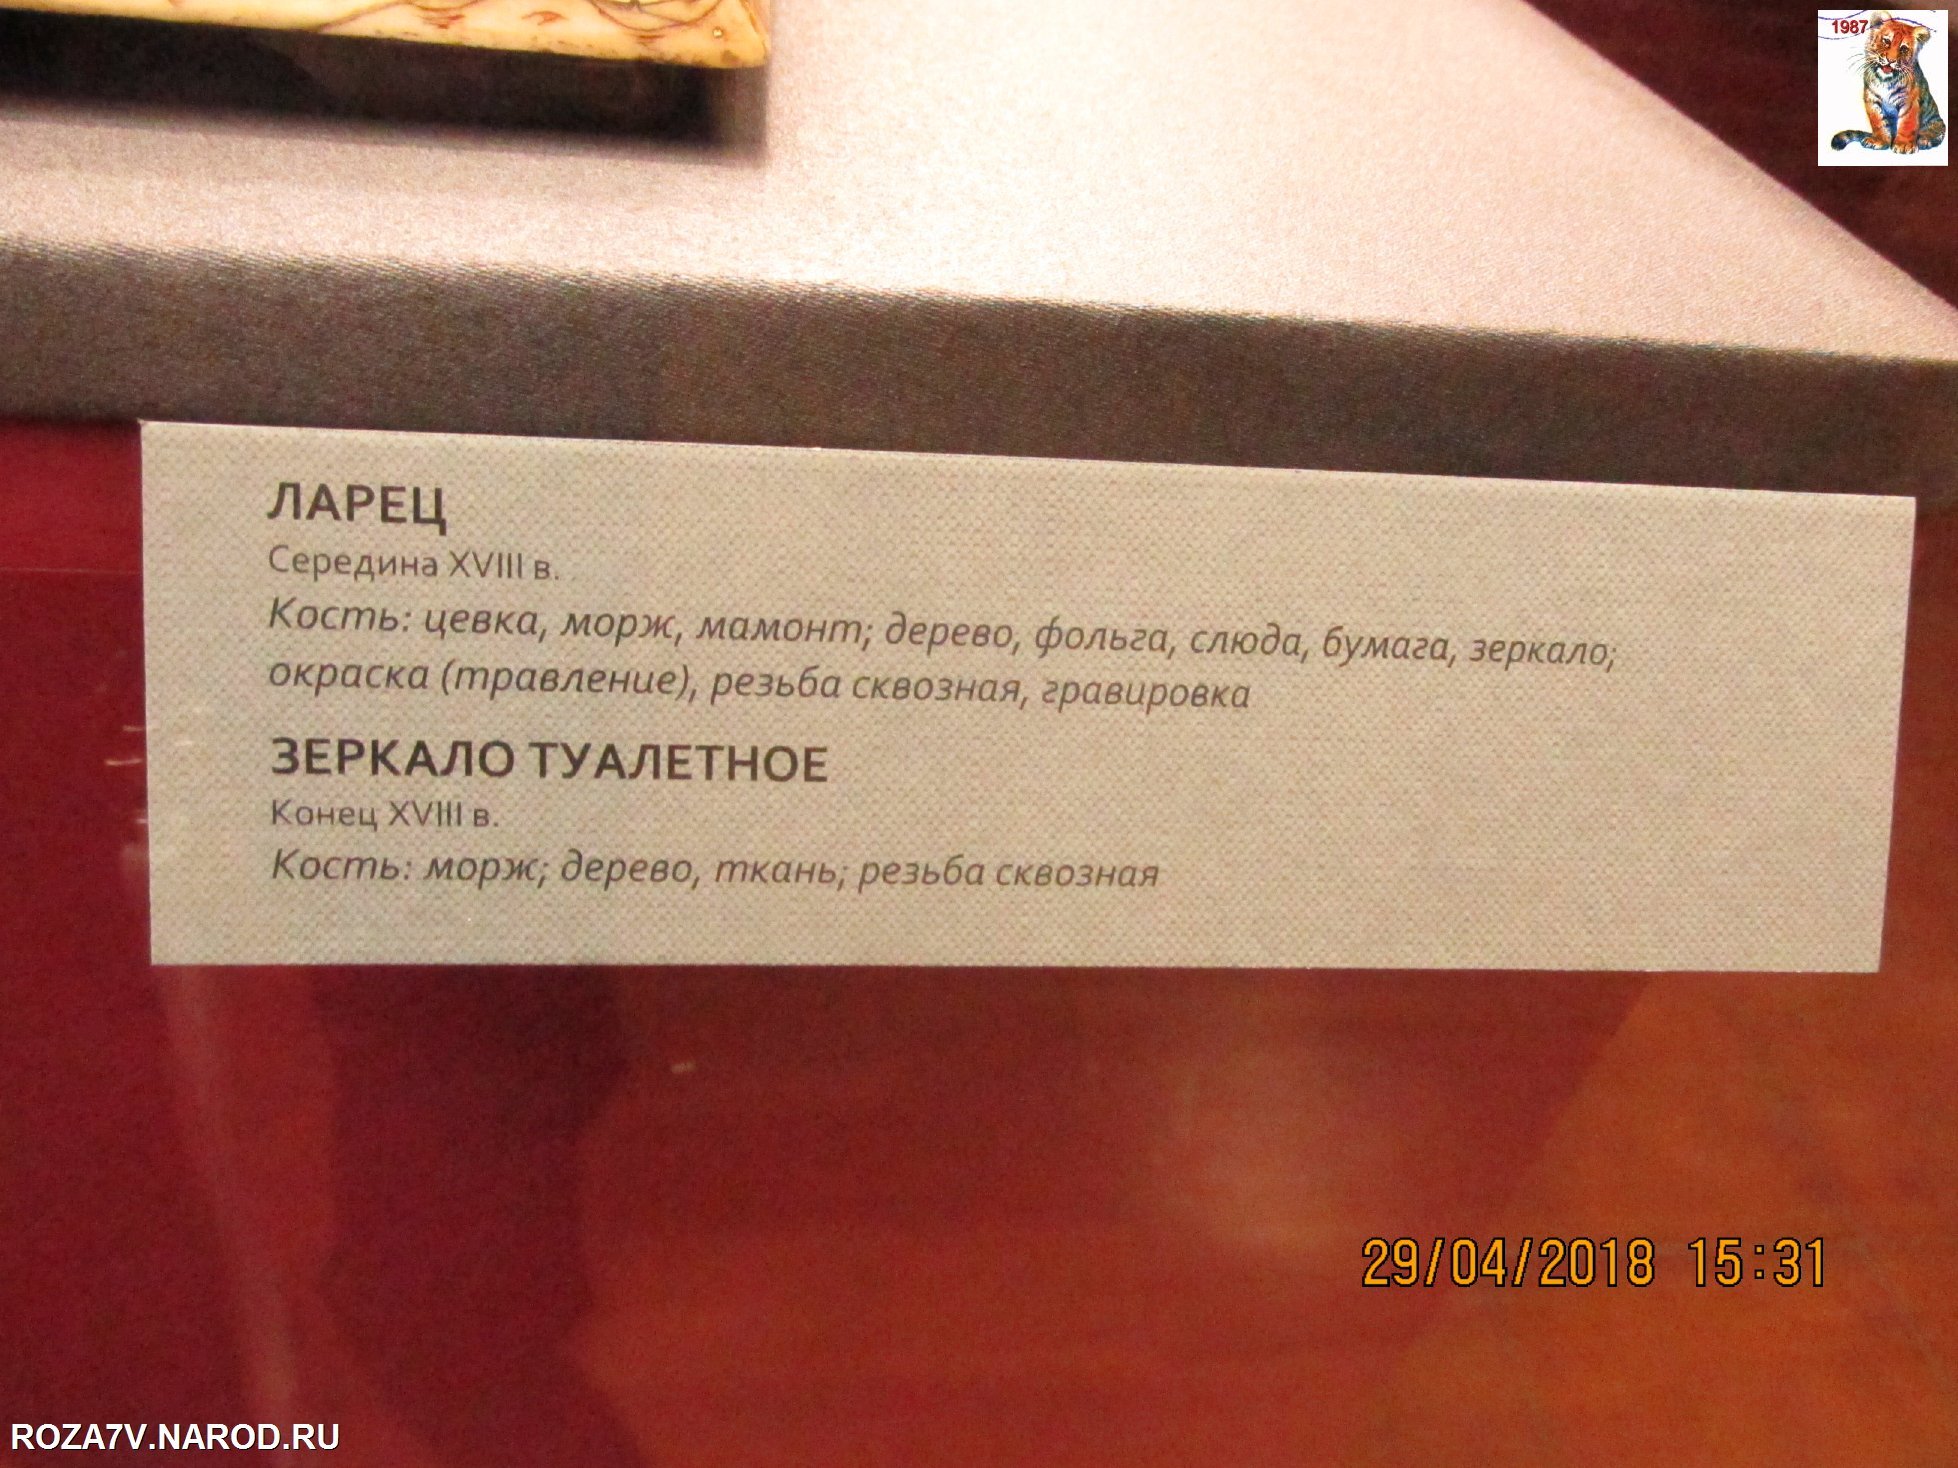 1987
ЛАРЕЦ
Середина XVIII в.
Кость: цевка, морж, мамонт; дерево, фольга, слюда, бумага, зеркало;
окраска (травление), резьба сквозная, гравировка
ЗЕРКАЛО ТУАЛЕТНОЕ
Конец XVIII в.
Кость: морж; дерево, ткань; резьба сквозная
29/04/2018 15:31
ROZA7V.NAROD.RU